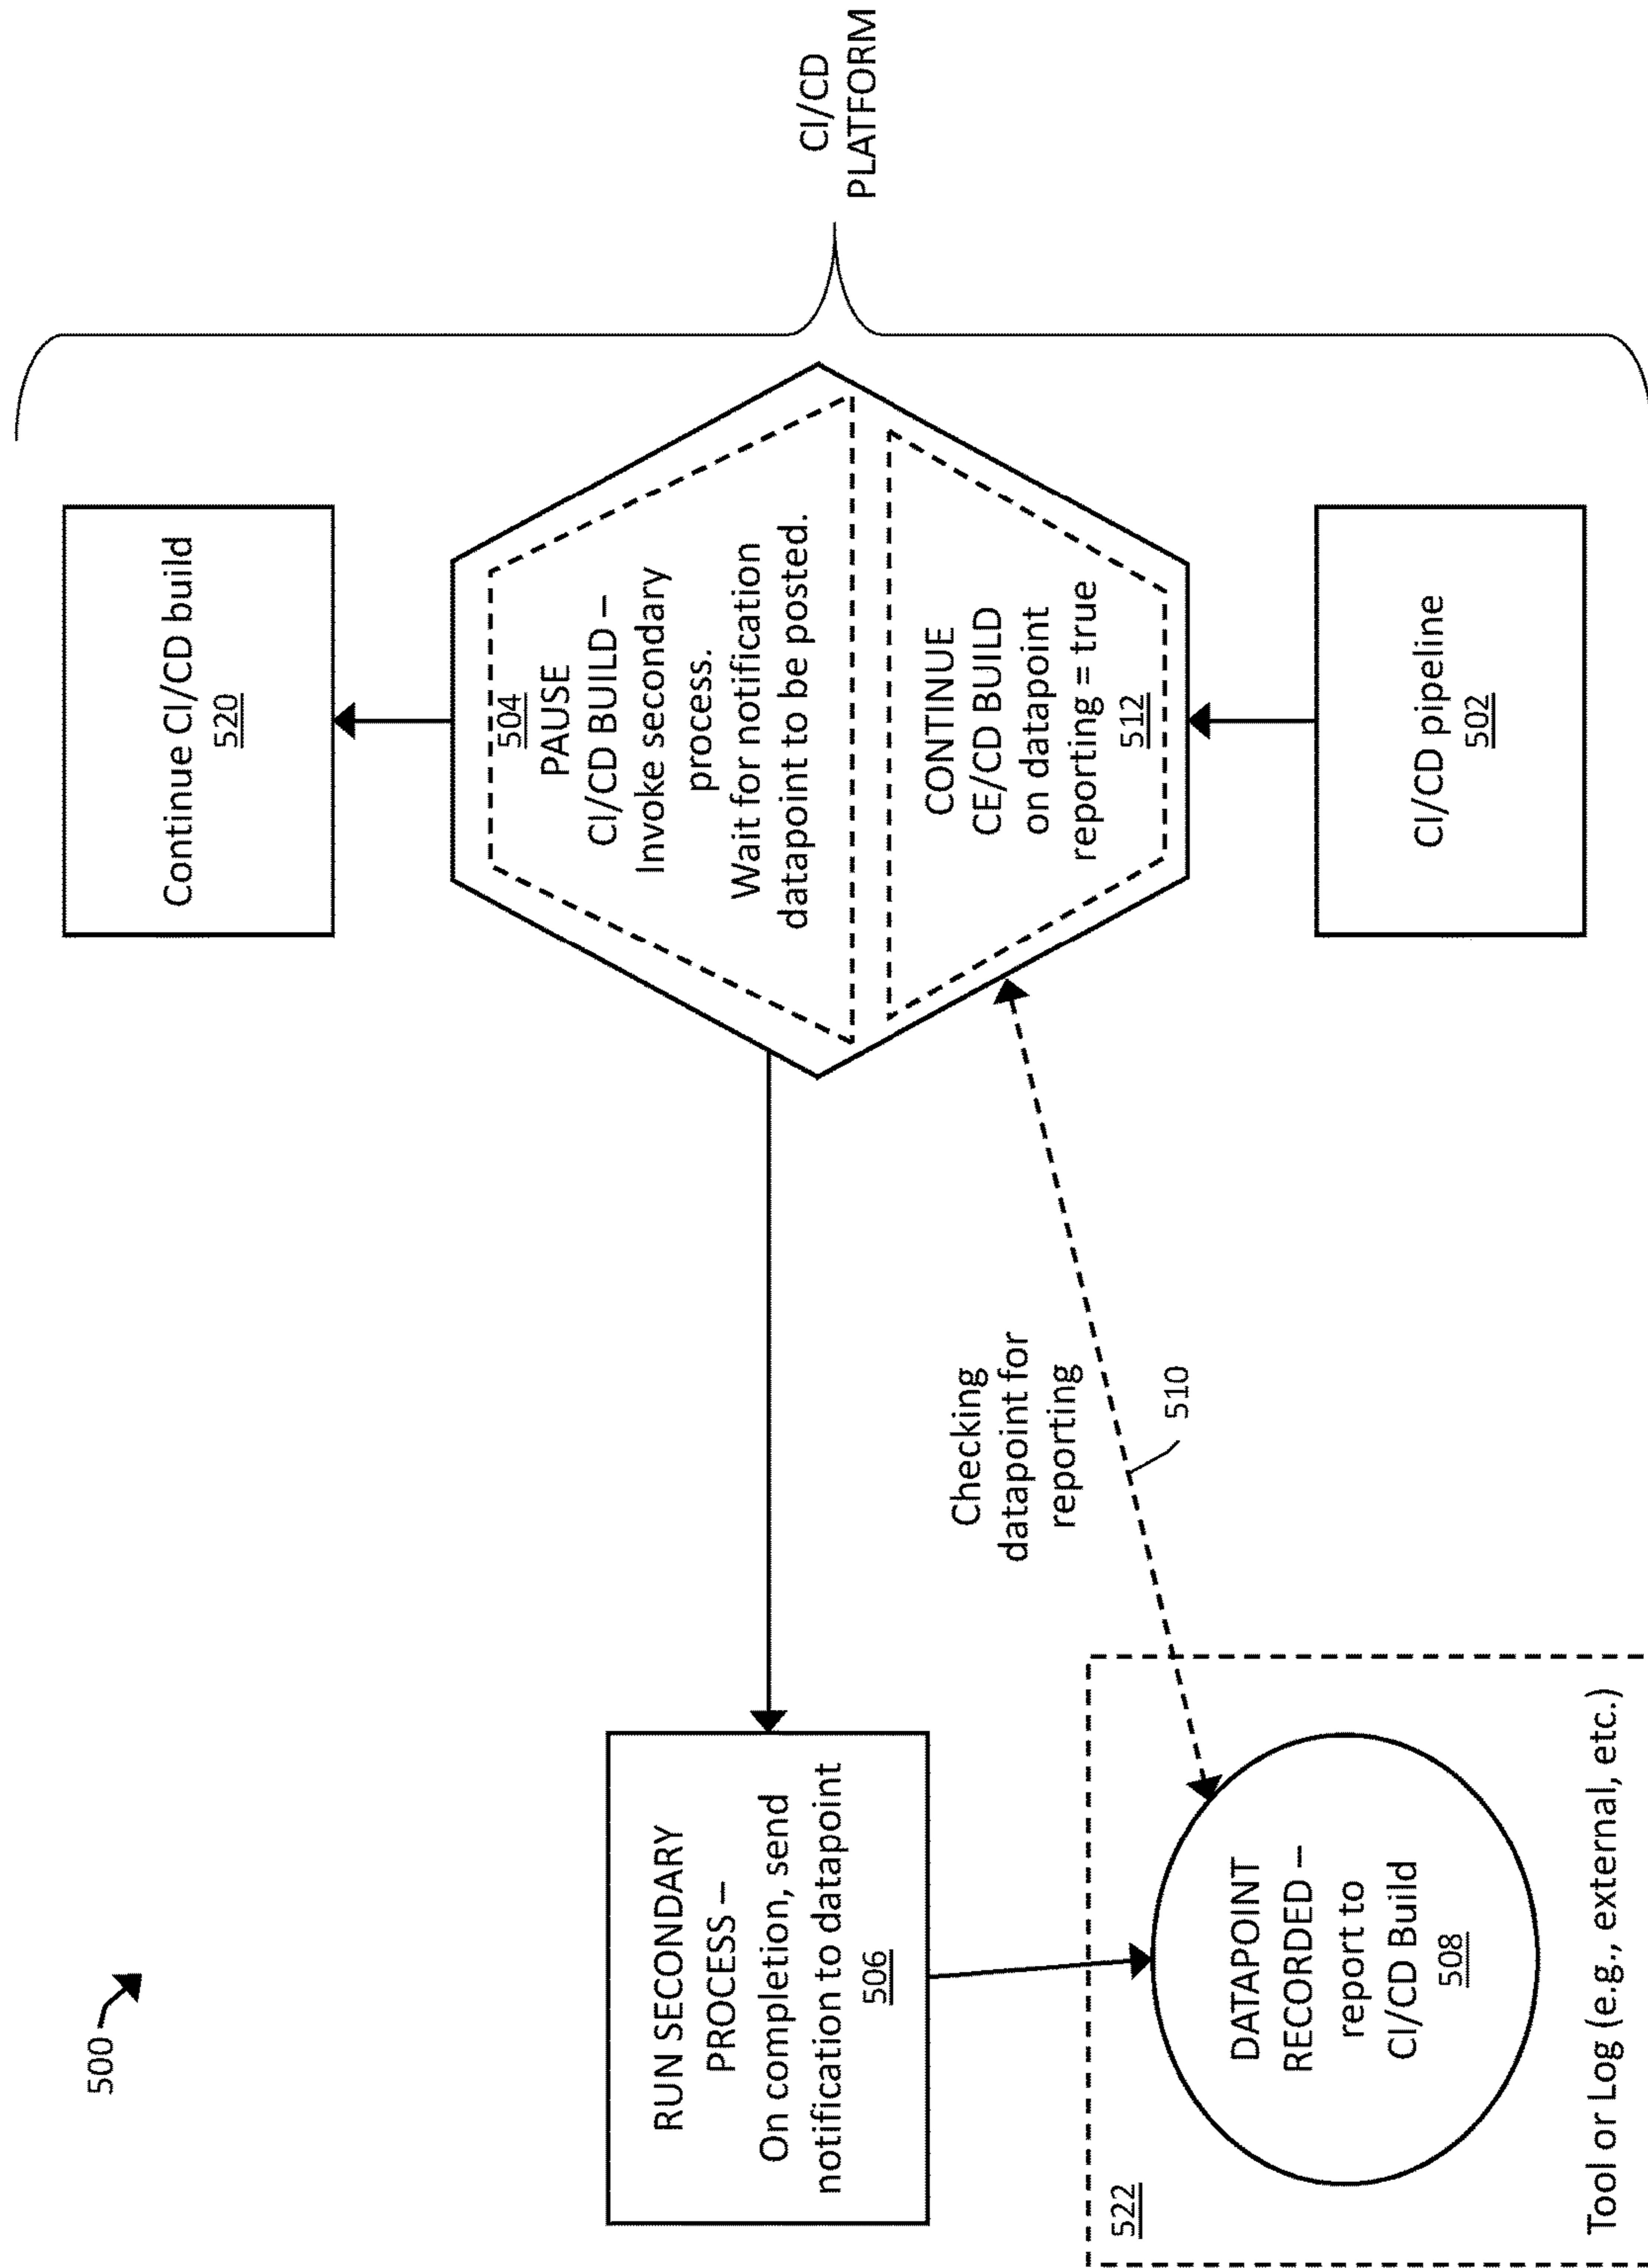 500
Continue CI/CD build
520
504
PAUSE
CI/CD BUILD –
Invoke secondary
process.
Wait for notification
datapoint to be posted.
CONTINUE
CE/CD BUILD
on datapoint
reporting = true
512
CI/CD pipeline
502
CI/CD
PLATFORM
RUN SECONDARY
PROCESS –
On completion, send
notification to datapoint
506
Checking
datapoint for
reporting
510
522
DATAPOINT
RECORDED –
report to
CI/CD Build
508
Tool or Log (e.g., external, etc.)